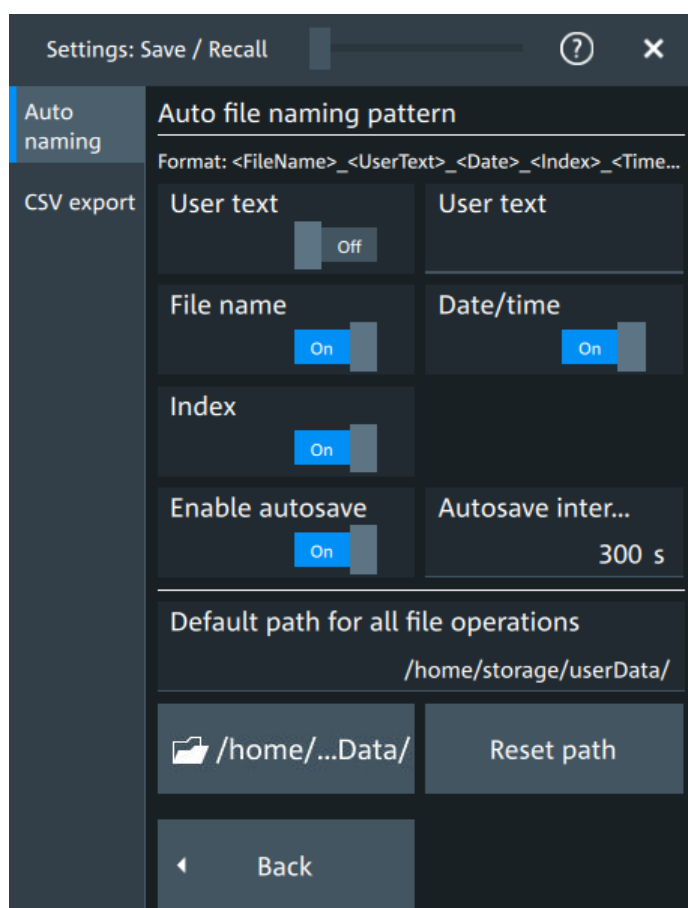 Settings: Save / Recall
?
Auto
naming
CSV export
Auto file naming pattern
Format: <FileName>_<UserText>_<Date>_<Index>_<Time...
User text
Off
User text
File name
On
Date/time
On
Index
On
Enable autosave
On
Autosave inter...
300 s
Default path for all file operations
/home/storage/userData/
/home/...Data/
Reset path
Back